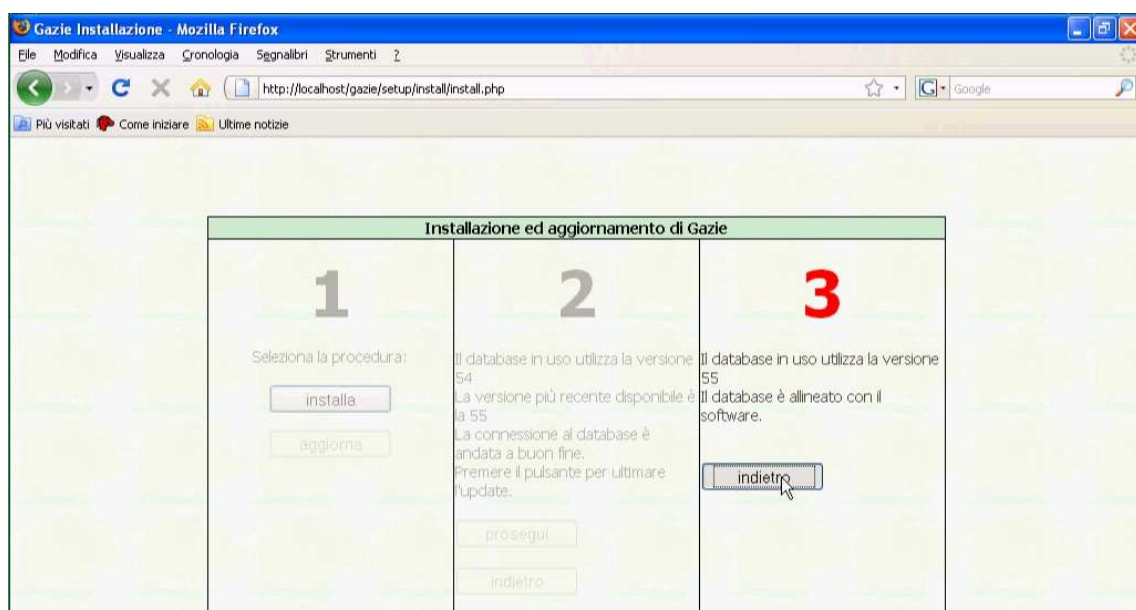 Gazie Installazione - Mozilla Firefox
File Modifica Visualizza Cronologia Segnalibri Strumenti ?
http://localhost/gazie/setup/install/install.php
Google
Più visitati Come iniziare Ultime notizie
Installazione ed aggiornamento di Gazie
1
Seleziona la procedura:
installa
aggiorna
2
Il database in uso utilizza la versione
54
La versione più recente disponibile è
la 55
La connessione al database è
andata a buon fine.
Premere il pulsante per ultimare
l'update.
prosegui
indietro
3
Il database in uso utilizza la versione
55
Il database è allineato con il
software.
indietro